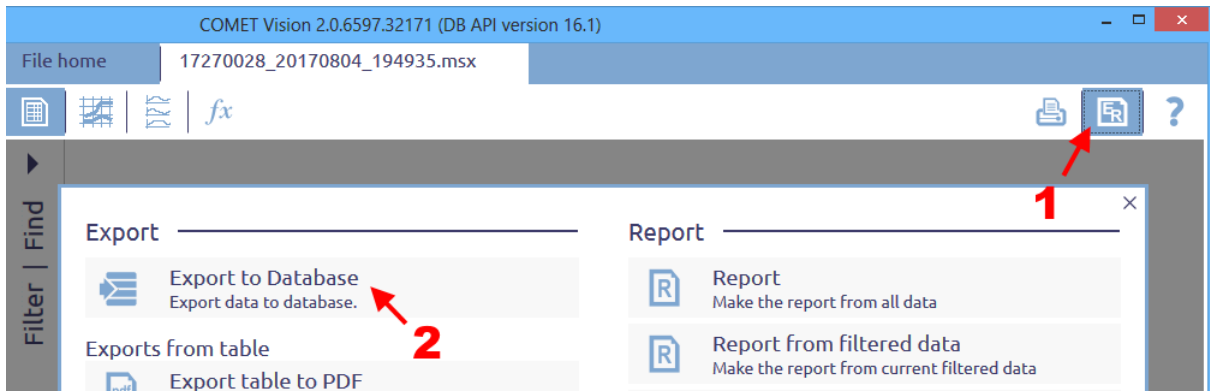 COMET Vision 2.0.6597.32171 (DB API version 16.1)
File home
17270028_20170804_194935.msx
fx
ER
?
1
Filter | Find
Export
Report
Export to Database
Export data to database.
2
R
Report
Make the report from all data
Exports from table
R
Report from filtered data
Make the report from current filtered data
pdf
Export table to PDF